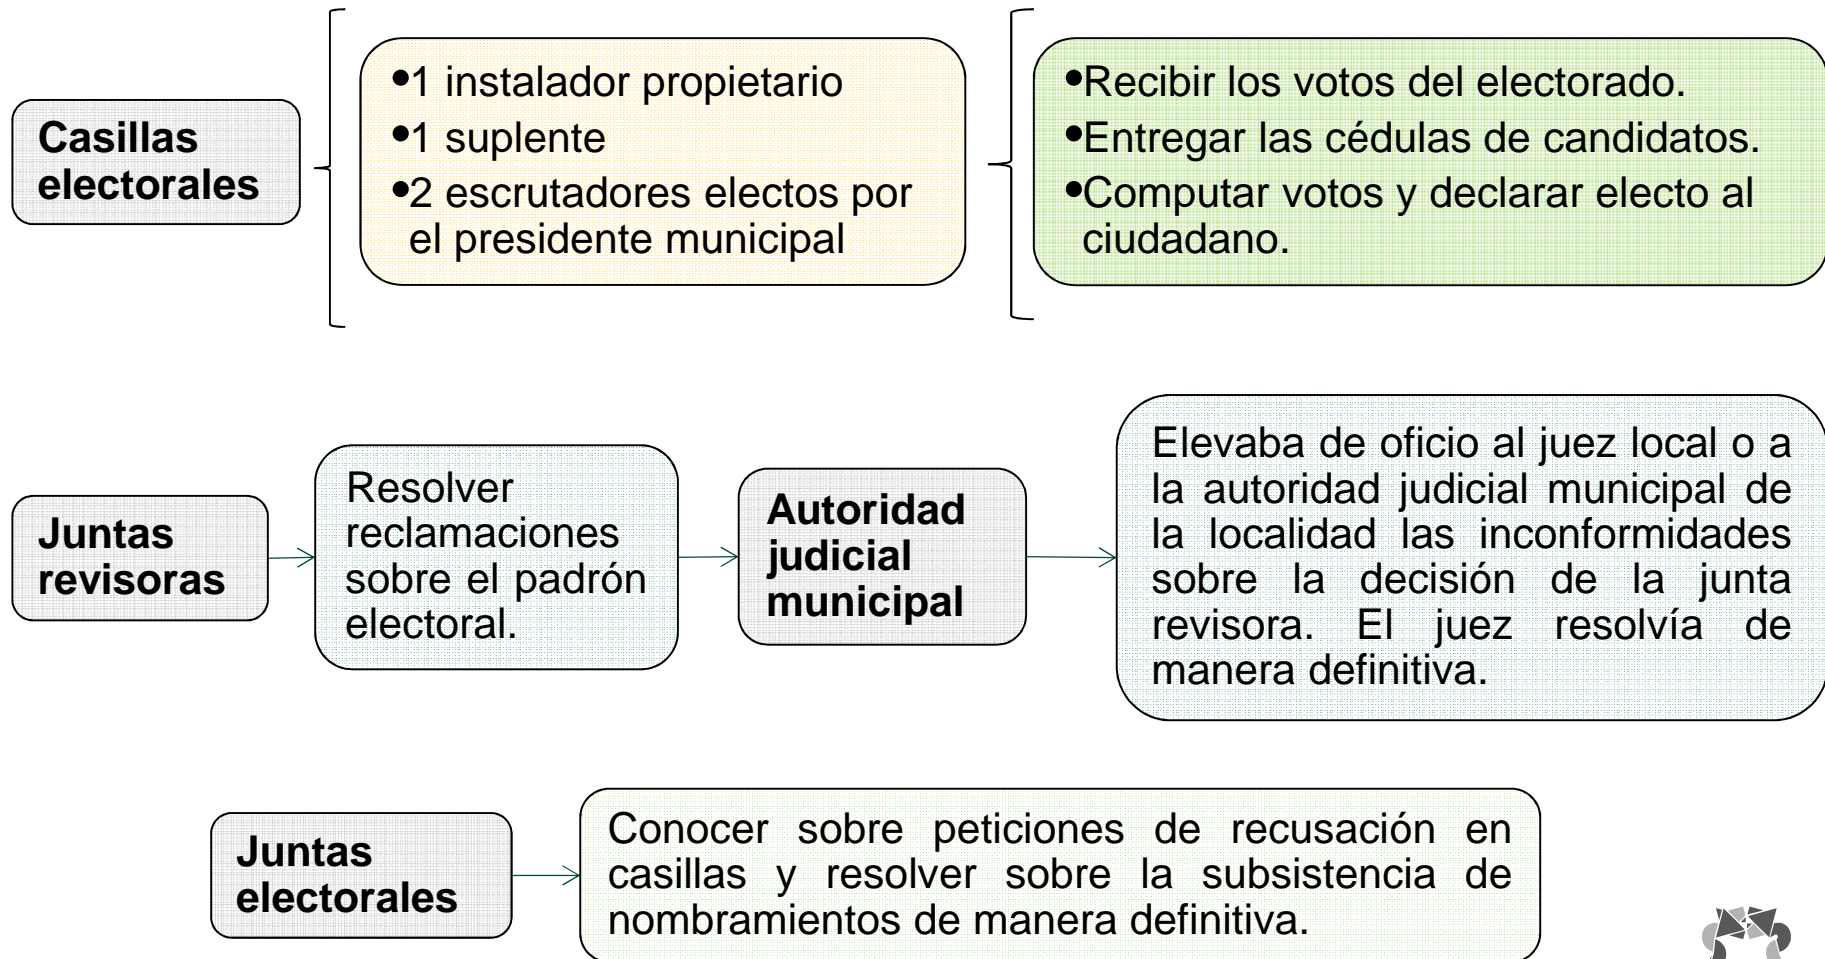 Casillas
electorales
•1 instalador propietario
•1 suplente
•2 escrutadores electos por
el presidente municipal
•Recibir los votos del electorado.
•Entregar las cédulas de candidatos.
•Computar votos y declarar electo al
ciudadano.
Juntas
revisoras
Resolver
reclamaciones
sobre el padrón
electoral.
Autoridad
judicial
municipal
Elevaba de oficio al juez local o a
la autoridad judicial municipal de
la localidad las inconformidades
sobre la decisión de la junta
revisora. El juez resolvía de
manera definitiva.
Juntas
electorales
Conocer sobre peticiones de recusación en
casillas y resolver sobre la subsistencia de
nombramientos de manera definitiva.